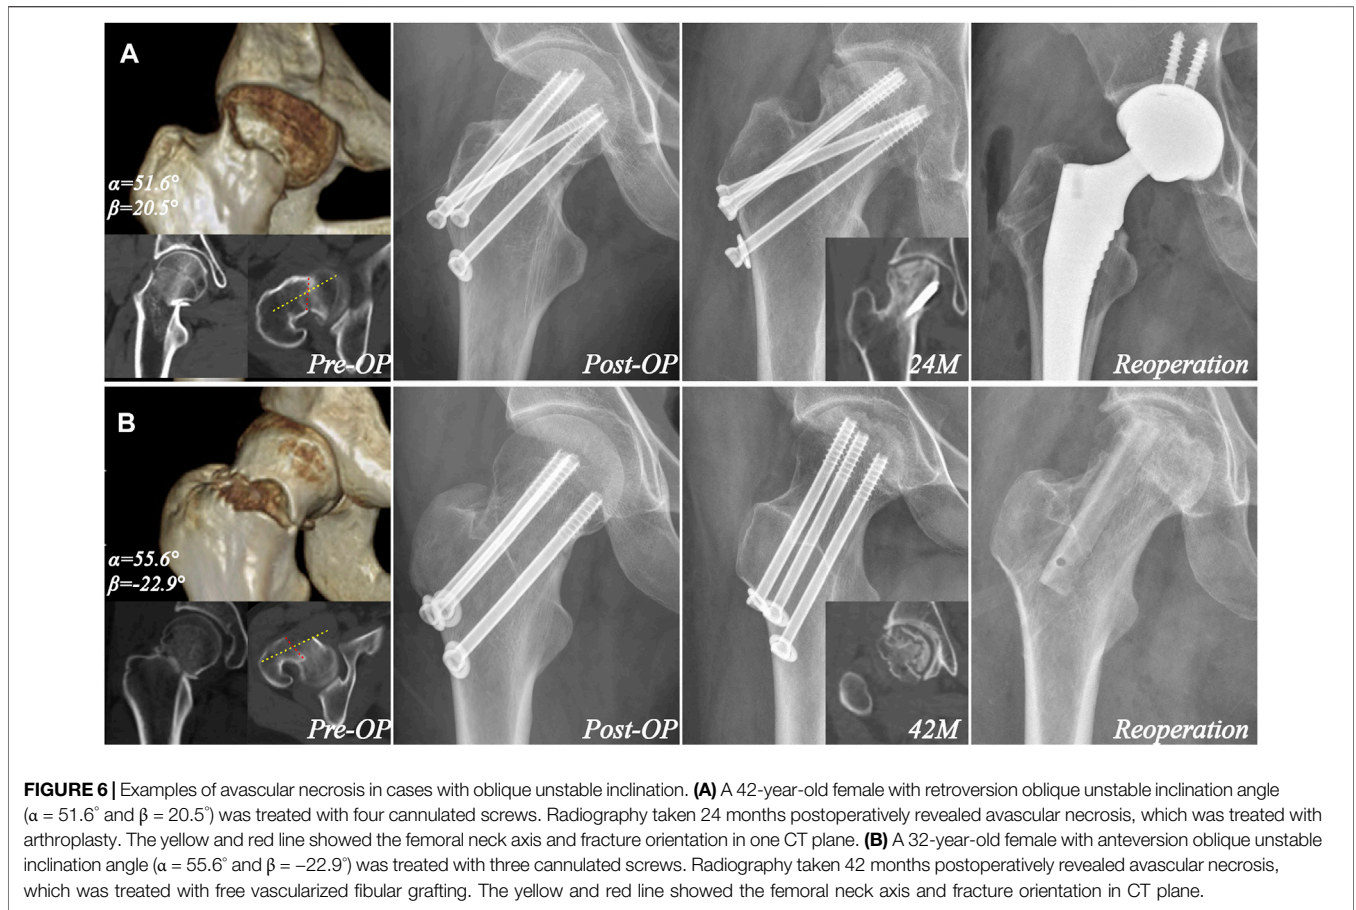 A
α=51.6°
β=20.5°
Pre-OP
Post-OP
24M
Reoperation
B
α=55.6°
β=-22.9°
Pre-OP
Post-OP
42M
Reoperation
FIGURE 6 | Examples of avascular necrosis in cases with oblique unstable inclination. (A) A 42-year-old female with retroversion oblique unstable inclination angle
(α = 51.6° and β = 20.5°) was treated with four cannulated screws. Radiography taken 24 months postoperatively revealed avascular necrosis, which was treated with
arthroplasty. The yellow and red line showed the femoral neck axis and fracture orientation in one CT plane. (B) A 32-year-old female with anteversion oblique unstable
inclination angle (α = 55.6° and β = −22.9°) was treated with three cannulated screws. Radiography taken 42 months postoperatively revealed avascular necrosis,
which was treated with free vascularized fibular grafting. The yellow and red line showed the femoral neck axis and fracture orientation in CT plane.